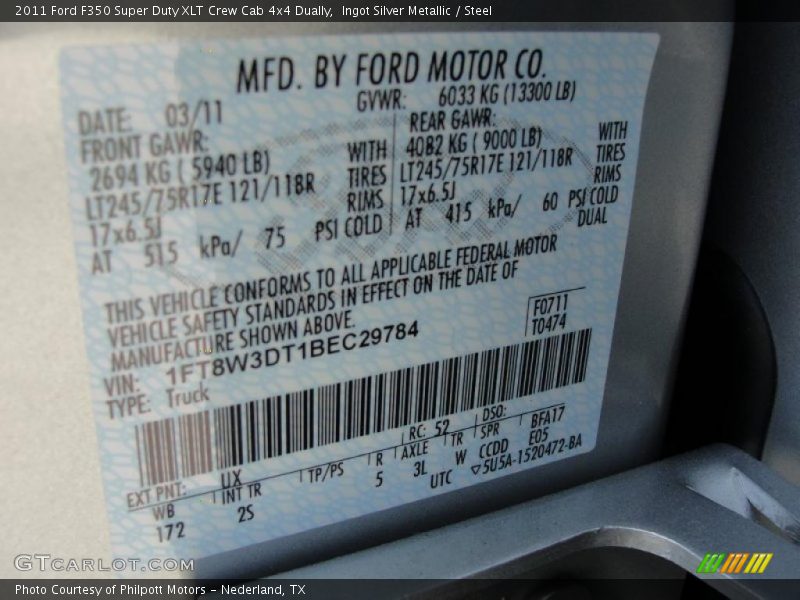 2011 Ford F350 Super Duty XLT Crew Cab 4x4 Dually,  Ingot Silver Metallic / Steel
MFD. BY FORD MOTOR CO.
DATE: 03/11 GVWR: 6033 KG (13300 LB)
FRONT GAWR: REAR GAWR:
2694 KG ( 5940 LB) WITH 4082 KG ( 9000 LB) WITH
LT245/75R17E 121/118R TIRES LT245/75R17E 121/118R TIRES
17x6.5J RIMS 17x6.5J RIMS
AT 515 kPa/ 75 PSI COLD AT 415 kPa/ 60 PSI COLD
DUAL
THIS VEHICLE CONFORMS TO ALL APPLICABLE FEDERAL MOTOR
VEHICLE SAFETY STANDARDS IN EFFECT ON THE DATE OF
MANUFACTURE SHOWN ABOVE.
F0711
T0474
VIN: 1FT8W3DT1BEC29784
TYPE: Truck
EXT PNT: UX RC: 52 DSO:
WB INT TR TP/PS R AXLE TR SPR BFA17
172 2S 5 3L W CCDD E05
UTC ▽5U5A-1520472-BA
GTCARLOT.COM
Photo Courtesy of Philpott Motors – Nederland, TX